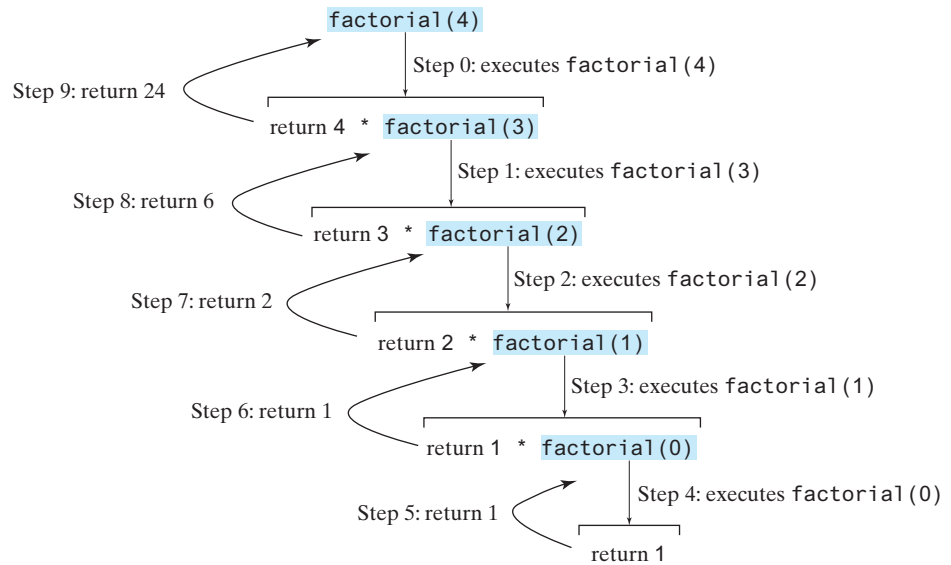 factorial(4)
Step 0: executes factorial(4)
Step 9: return 24
return 4 * factorial(3)
Step 1: executes factorial(3)
Step 8: return 6
return 3 * factorial(2)
Step 2: executes factorial(2)
Step 7: return 2
return 2 * factorial(1)
Step 3: executes factorial(1)
Step 6: return 1
return 1 * factorial(0)
Step 4: executes factorial(0)
Step 5: return 1
return 1